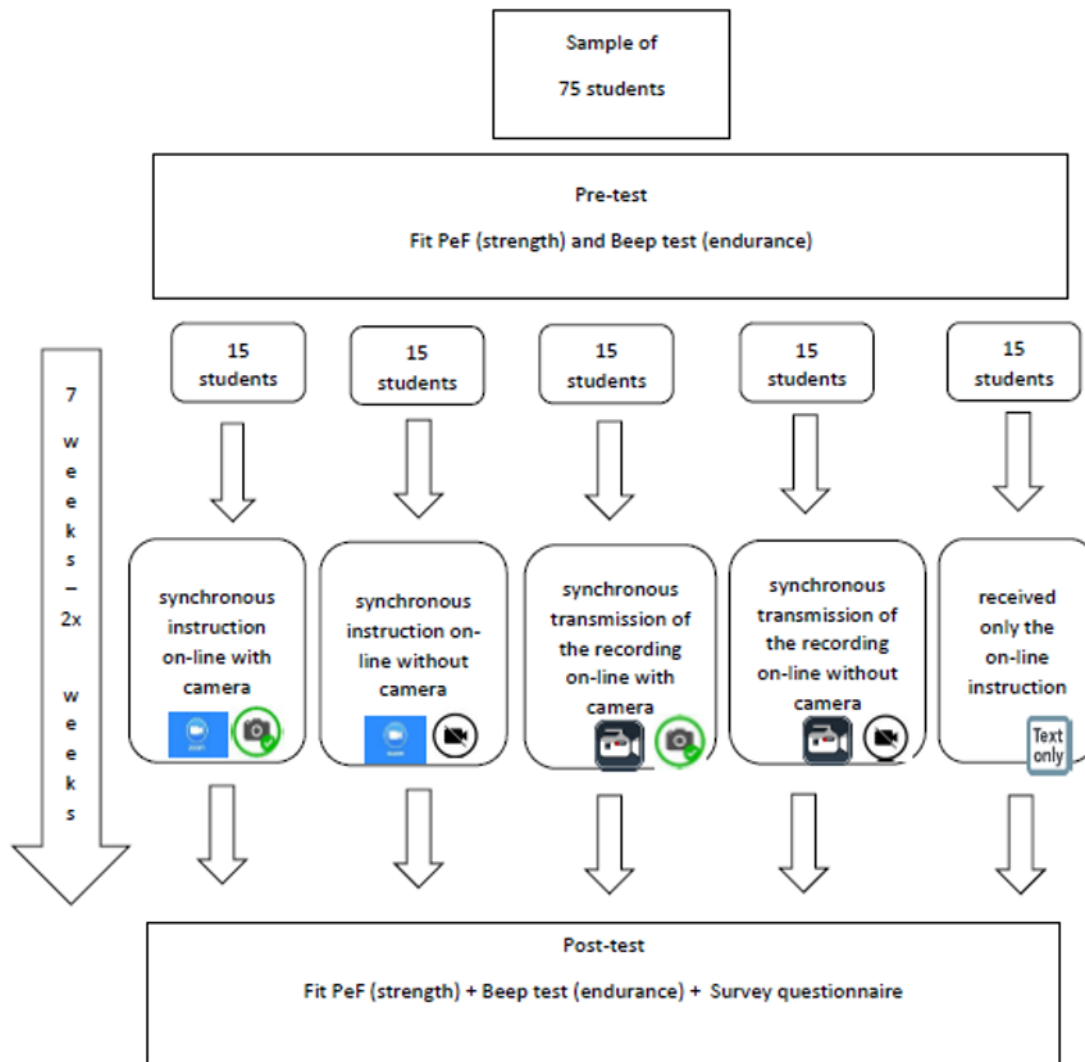 Sample of
75 students
Pre-test
Fit PeF (strength) and Beep test (endurance)
7
weeks
–
2x
weeks
15
students
15
students
15
students
15
students
15
students
synchronous
instruction
on-line with
camera
synchronous
instruction on-
line without
camera
synchronous
transmission of
the recording
on-line with
camera
synchronous
transmission of
the recording
on-line without
camera
received
only the
on-line
instruction
Text
only
Post-test
Fit PeF (strength) + Beep test (endurance) + Survey questionnaire